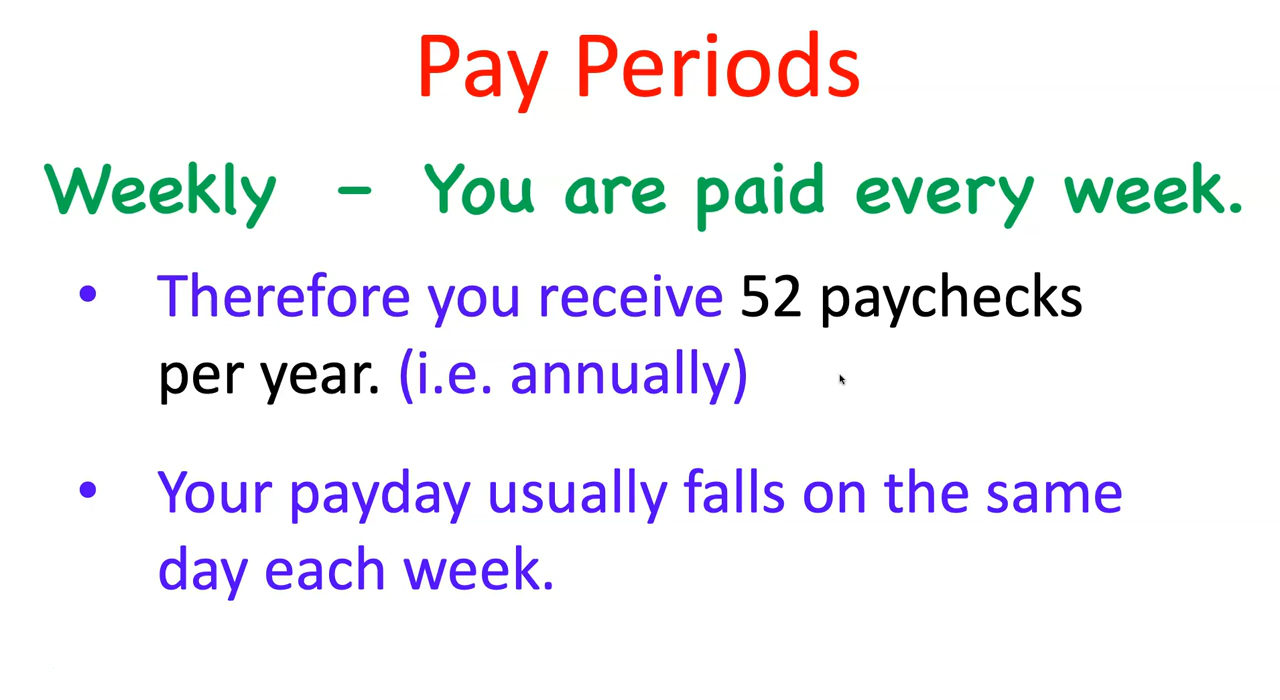 Pay Periods
Weekly - You are paid every week.
• Therefore you receive 52 paychecks
per year. (i.e. annually)
• Your payday usually falls on the same
day each week.